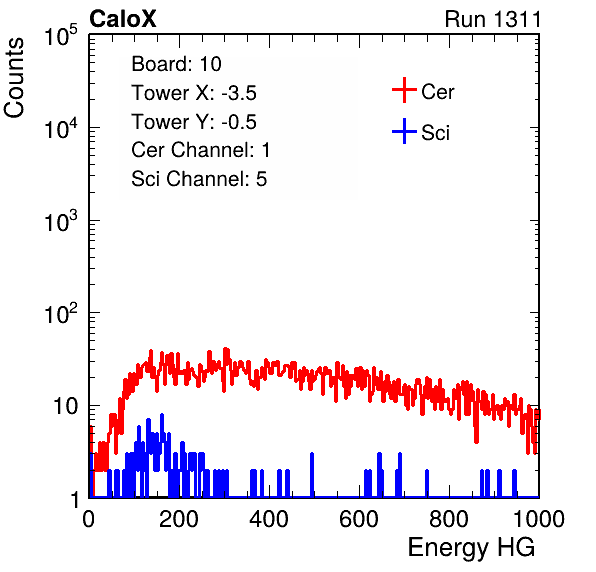 CaloX Run 1311
Counts
10^5
10^4
10^3
10^2
10
1
Board: 10
Tower X: -3.5
Tower Y: -0.5
Cer Channel: 1
Sci Channel: 5
Cer
Sci
0 200 400 600 800 1000
Energy HG